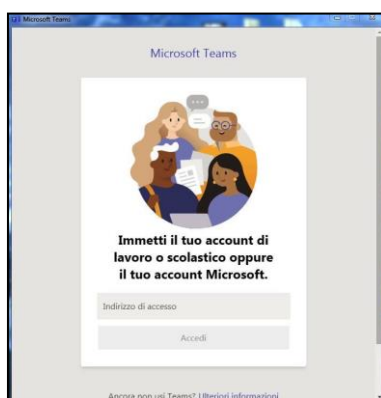 Microsoft Teams
Microsoft Teams
Immetti il tuo account di
lavoro o scolastico oppure
il tuo account Microsoft.
Indirizzo di accesso
Accedi
Ancora non usi Teams? Ulteriori informazioni